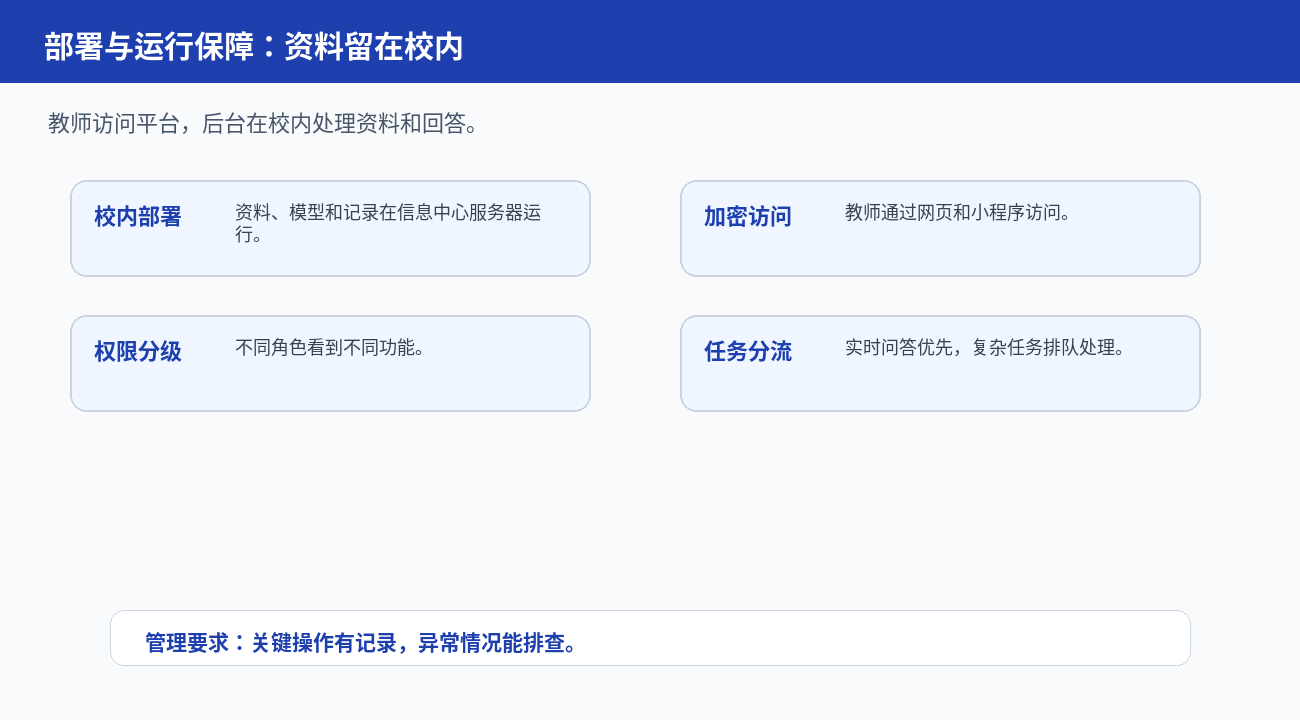 部署与运行保障：资料留在校内
教师访问平台，后台在校内处理资料和回答。
校内部署
资料、模型和记录在信息中心服务器运
行。
加密访问
教师通过网页和小程序访问。
权限分级
不同角色看到不同功能。
任务分流
实时问答优先，复杂任务排队处理。
管理要求：关键操作有记录，异常情况能排查。